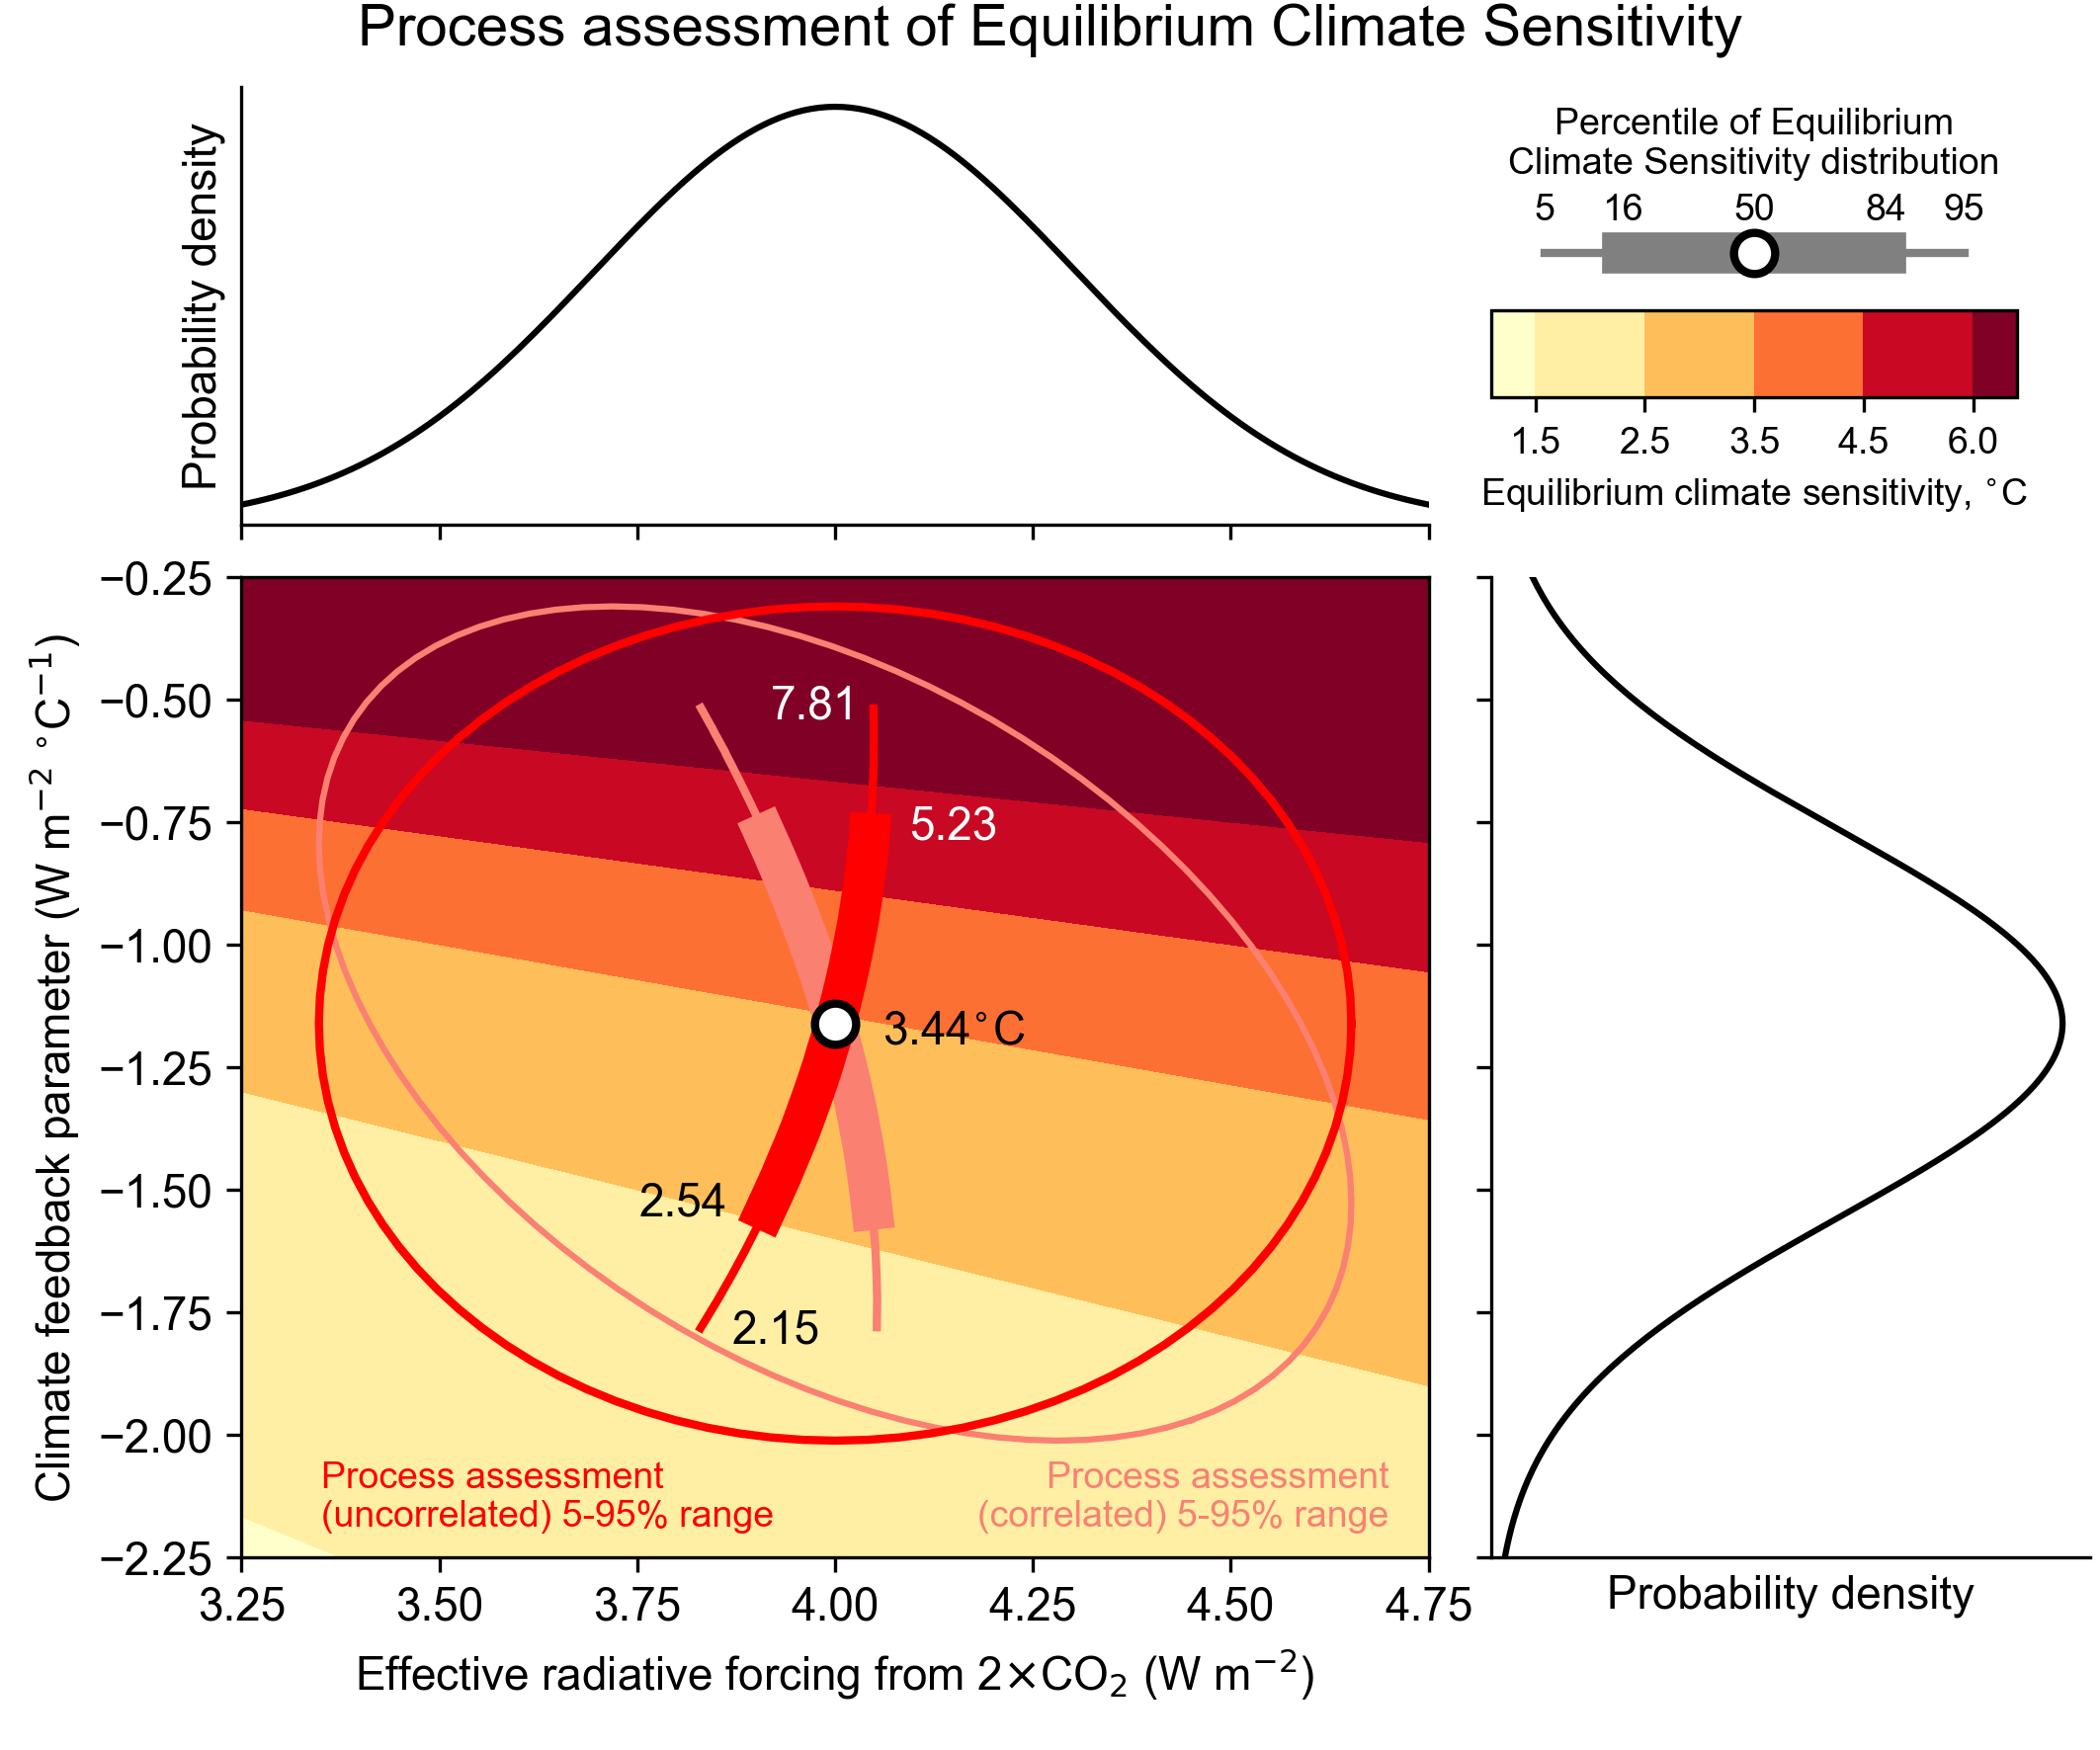 Process assessment of Equilibrium Climate Sensitivity
Probability density
Percentile of Equilibrium
Climate Sensitivity distribution
5 16 50 84 95
1.5 2.5 3.5 4.5 6.0
Equilibrium climate sensitivity, °C
Climate feedback parameter (W m⁻² °C⁻¹)
−0.25
−0.50
−0.75
−1.00
−1.25
−1.50
−1.75
−2.00
−2.25
7.81
5.23
3.44°C
2.54
2.15
Process assessment
(uncorrelated) 5-95% range
Process assessment
(correlated) 5-95% range
3.25 3.50 3.75 4.00 4.25 4.50 4.75
Effective radiative forcing from 2×CO₂ (W m⁻²)
Probability density